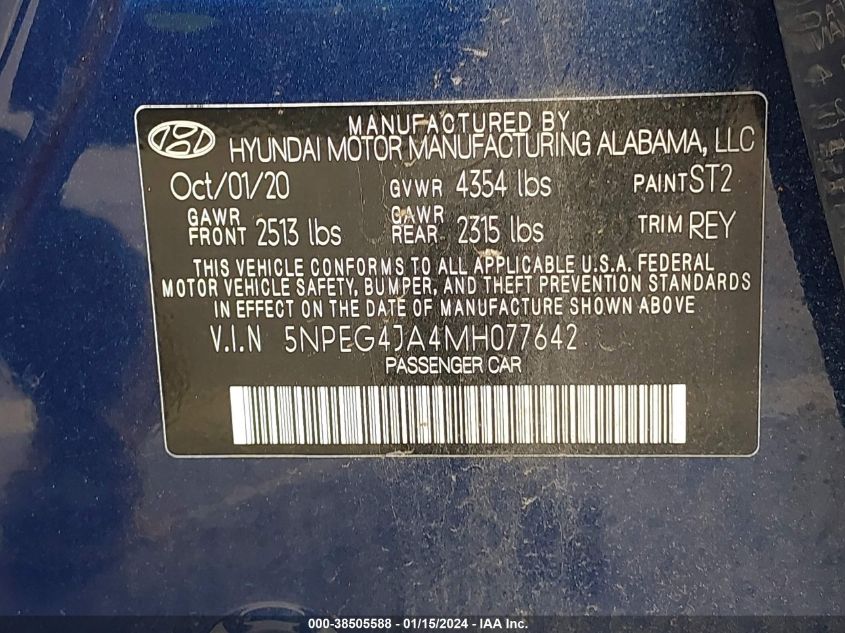 MANUFACTURED BY
HYUNDAI MOTOR MANUFACTURING ALABAMA, LLC
Oct/01/20 GVWR 4354 lbs PAINT ST2
GAWR FRONT 2513 lbs GAWR REAR 2315 lbs TRIM REY
THIS VEHICLE CONFORMS TO ALL APPLICABLE U.S.A. FEDERAL
MOTOR VEHICLE SAFETY, BUMPER, AND THEFT PREVENTION STANDARDS
IN EFFECT ON THE DATE OF MANUFACTURE SHOWN ABOVE
V.I.N 5NPEG4JA4MH077642
PASSENGER CAR
000-38505588 - 01/15/2024 - IAA Inc.